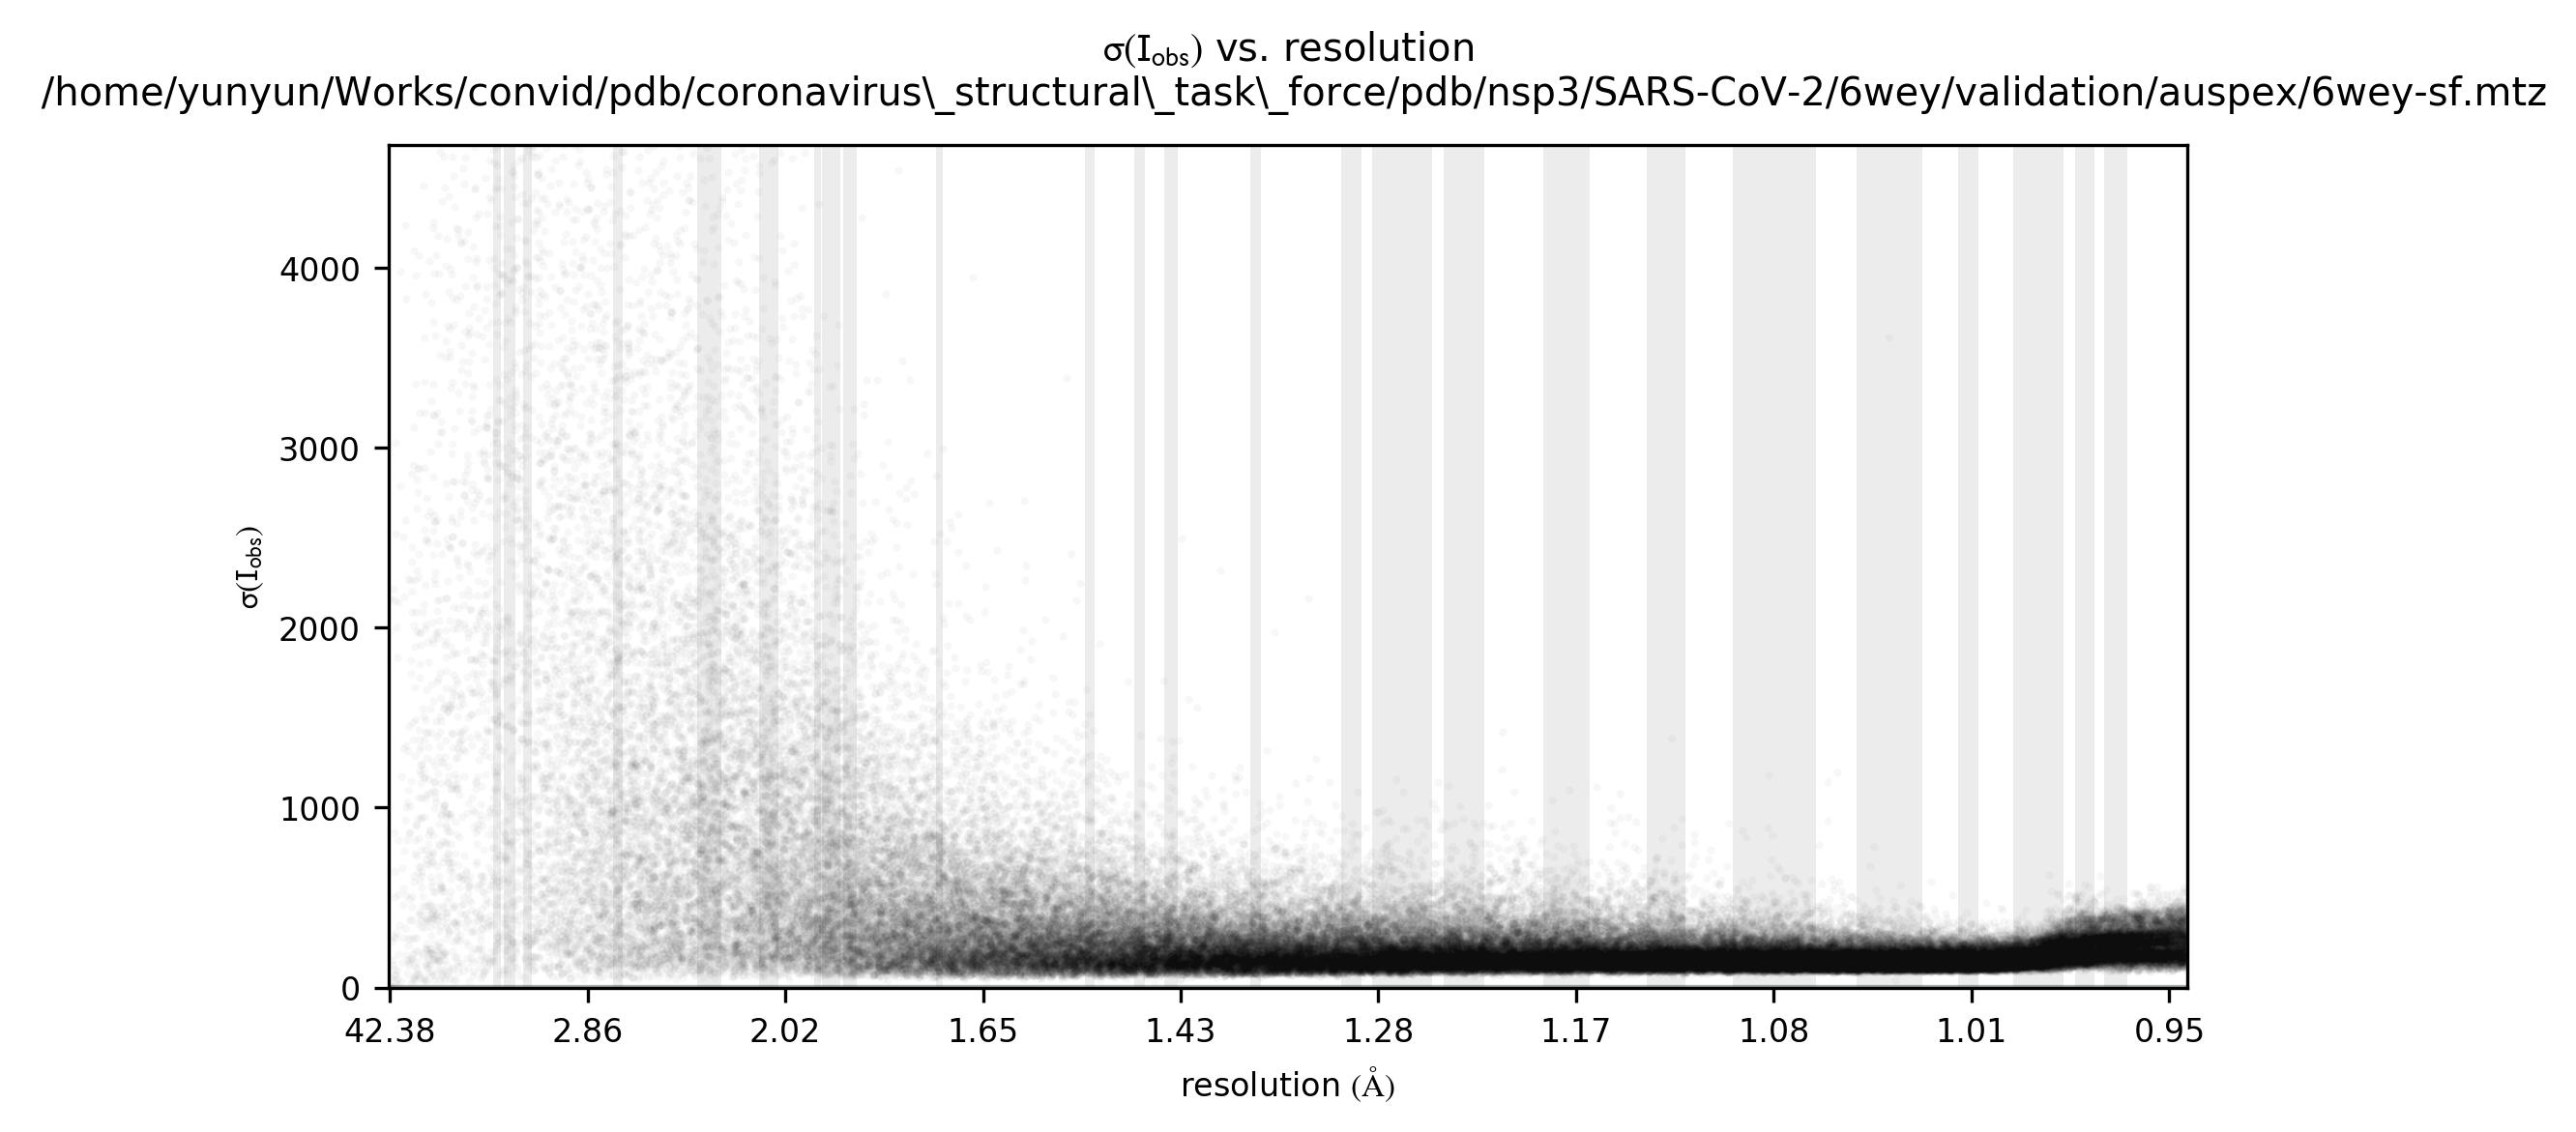 σ(I_obs) vs. resolution
/home/yunyun/Works/convid/pdb/coronavirus\_structural\_task\_force/pdb/nsp3/SARS-CoV-2/6wey/validation/auspex/6wey-sf.mtz
σ(I_obs)
4000
3000
2000
1000
0
42.38 2.86 2.02 1.65 1.43 1.28 1.17 1.08 1.01 0.95
resolution (Å)